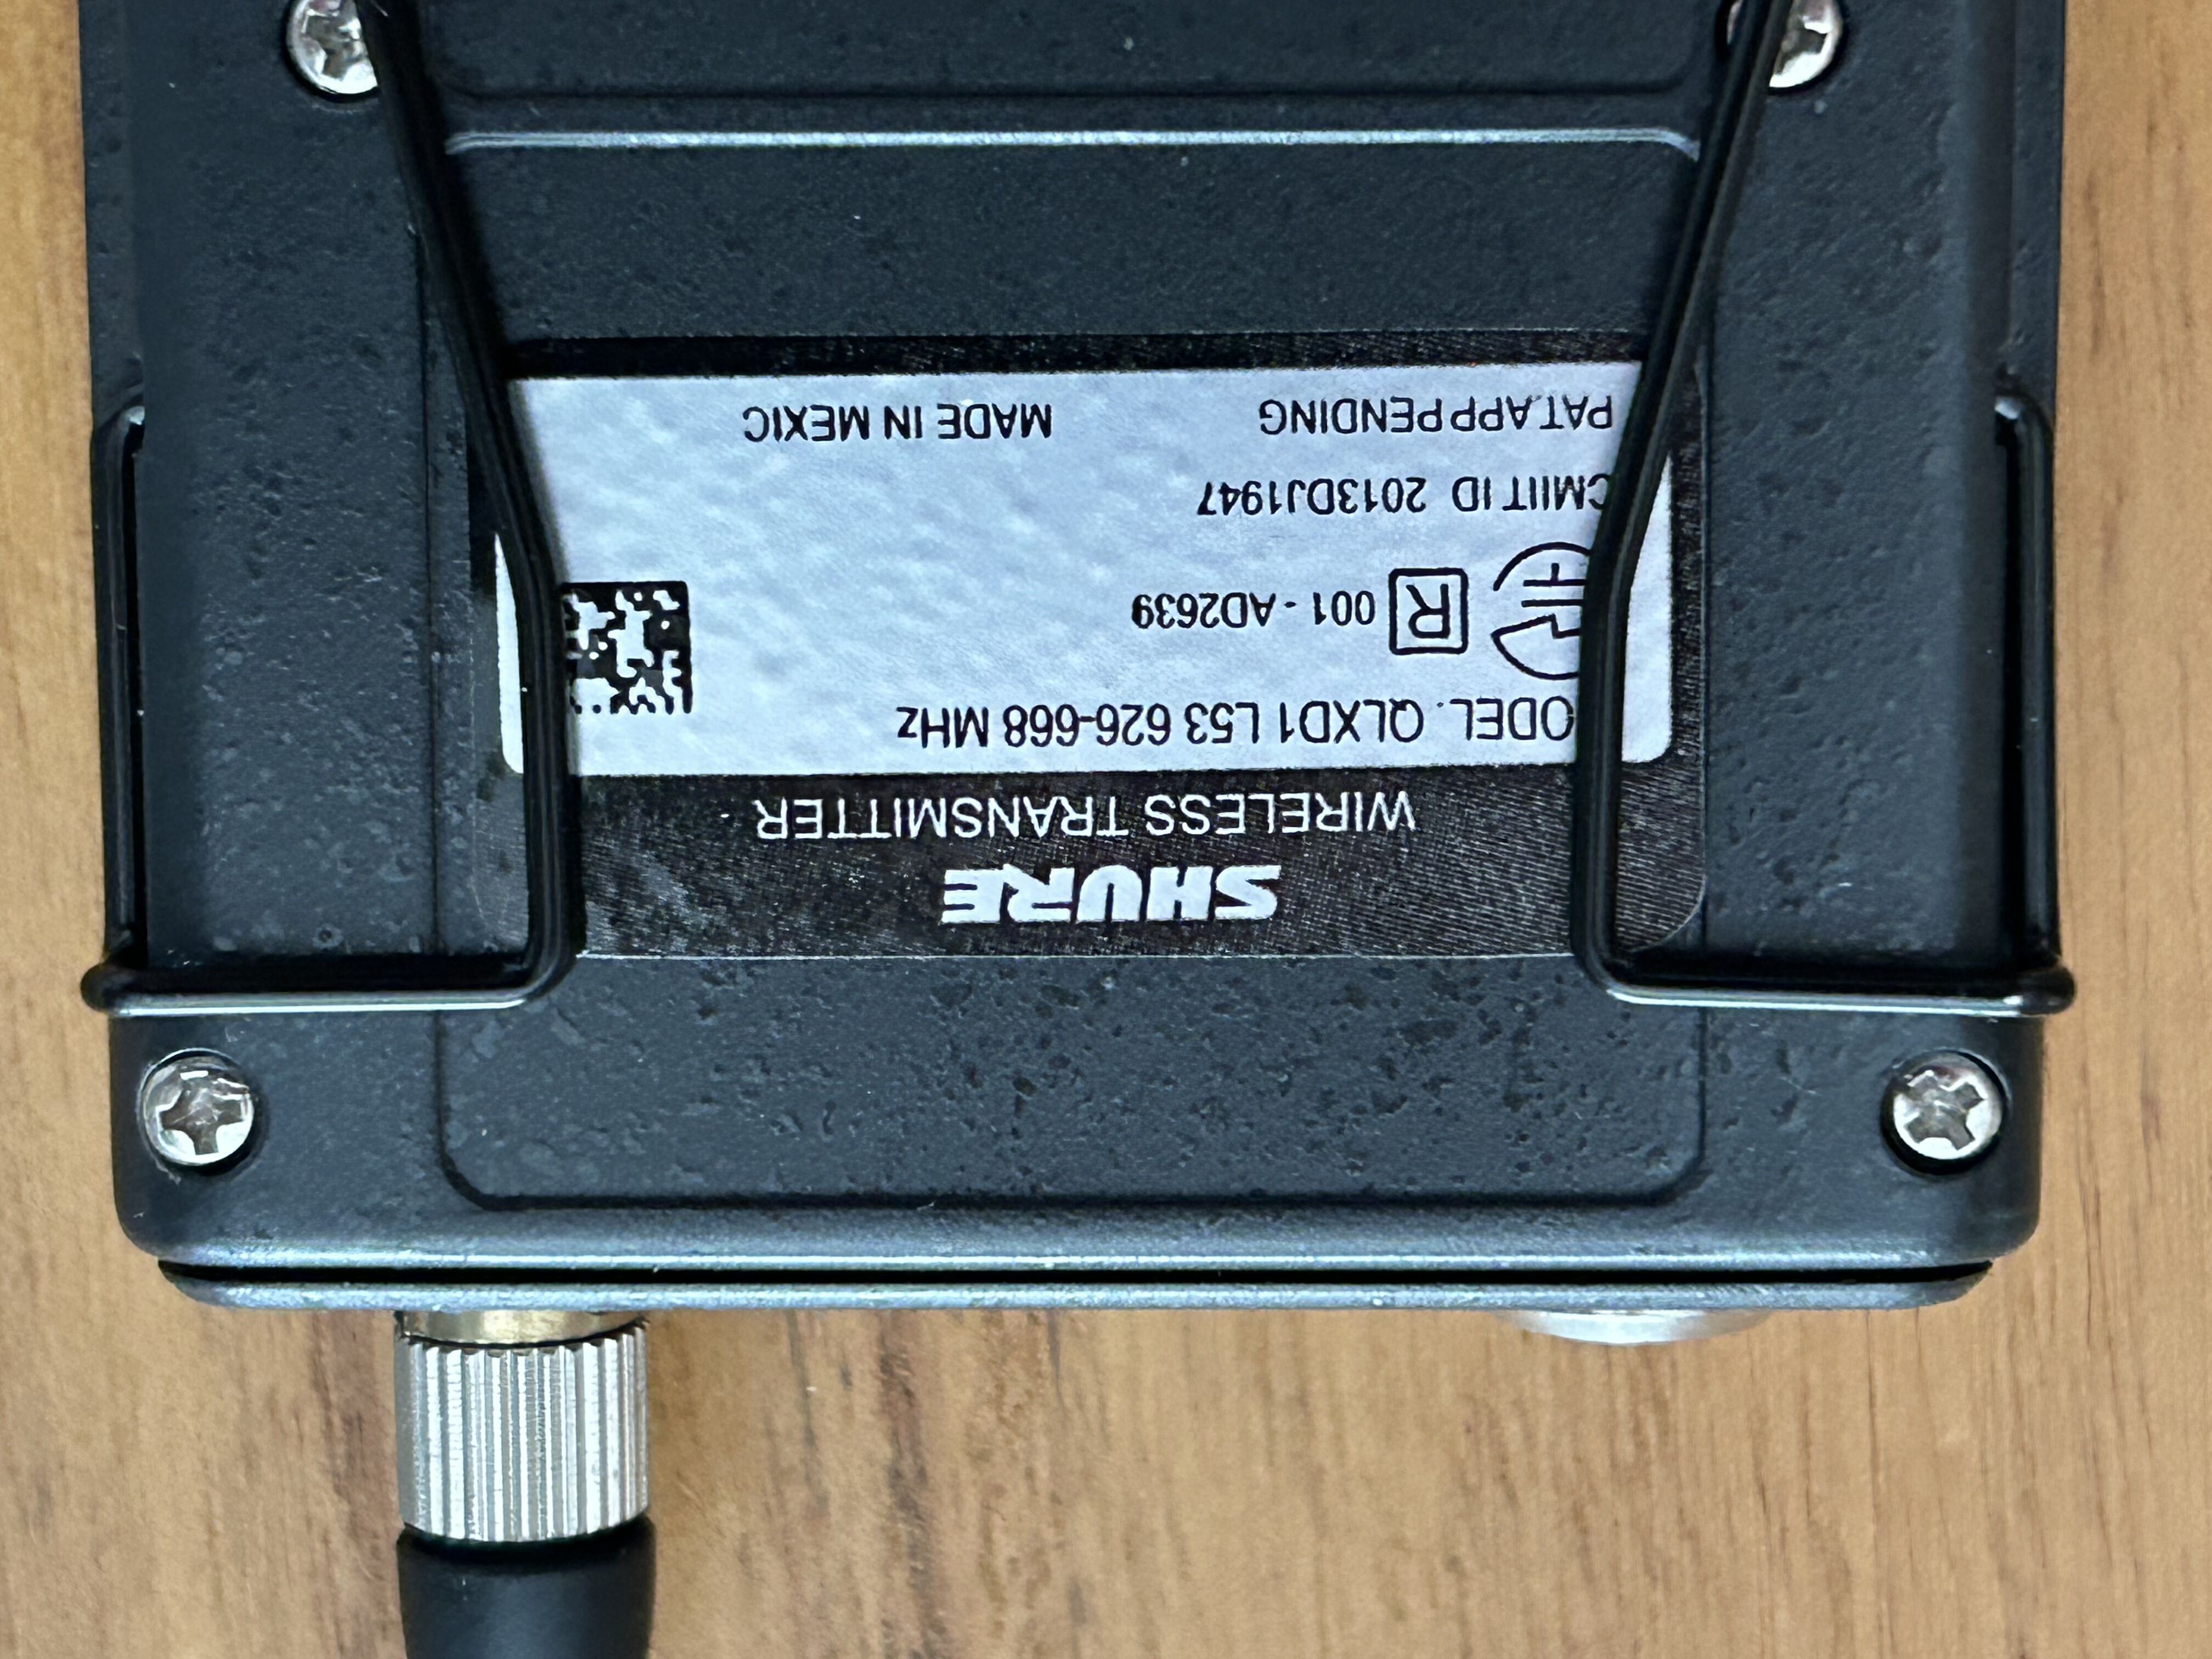 SHURE
WIRELESS TRANSMITTER
ODEL. QLXD1 L53 626-668 MHz
R 001-AD2639
CMIIT ID 2013DJ1947
PAT.APP.PENDING MADE IN MEXIC